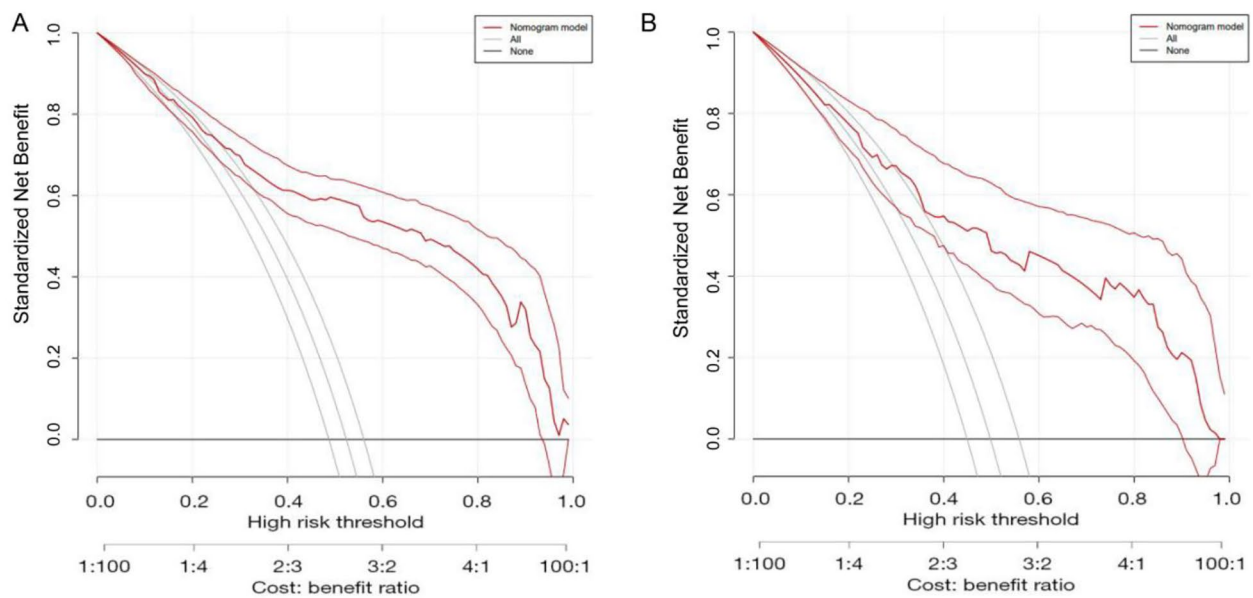 A
Nomogram model
All
None
Standardized Net Benefit
1.0
0.8
0.6
0.4
0.2
0.0
0.0 0.2 0.4 0.6 0.8 1.0
High risk threshold
1:100 1:4 2:3 3:2 4:1 100:1
Cost: benefit ratio
B
Nomogram model
All
None
Standardized Net Benefit
1.0
0.8
0.6
0.4
0.2
0.0
0.0 0.2 0.4 0.6 0.8 1.0
High risk threshold
1:100 1:4 2:3 3:2 4:1 100:1
Cost: benefit ratio